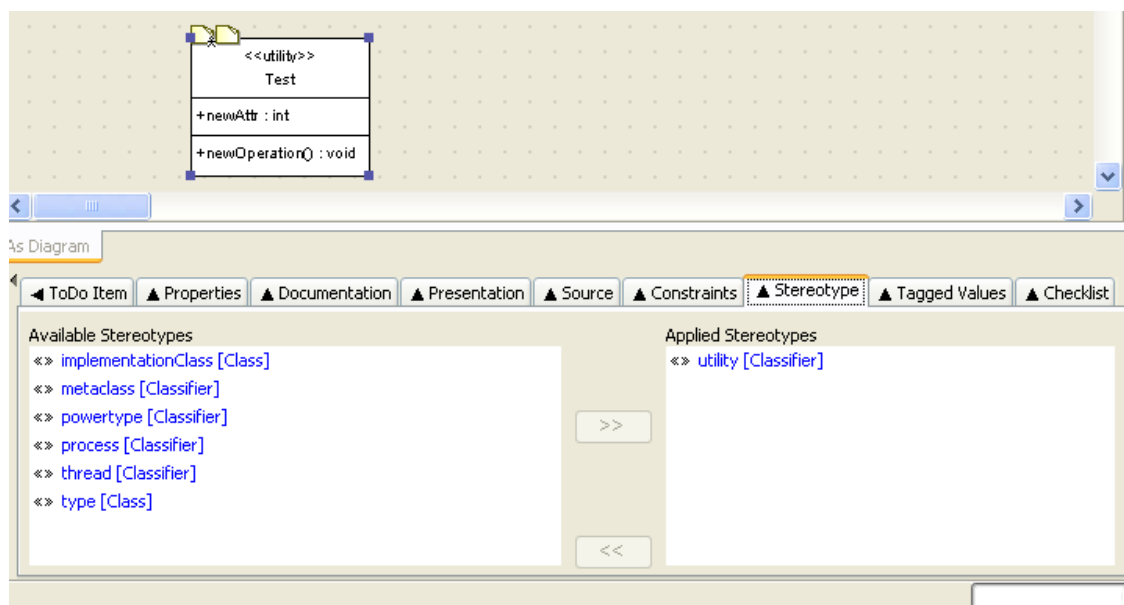 <<utility>>
Test
+newAttr : int
+newOperation() : void
As Diagram
ToDo Item Properties Documentation Presentation Source Constraints Stereotype Tagged Values Checklist
Available Stereotypes Applied Stereotypes
«» implementationClass [Class] «» utility [Classifier]
«» metaclass [Classifier]
«» powertype [Classifier]
>>
«» process [Classifier]
«» thread [Classifier]
«» type [Class]
<<